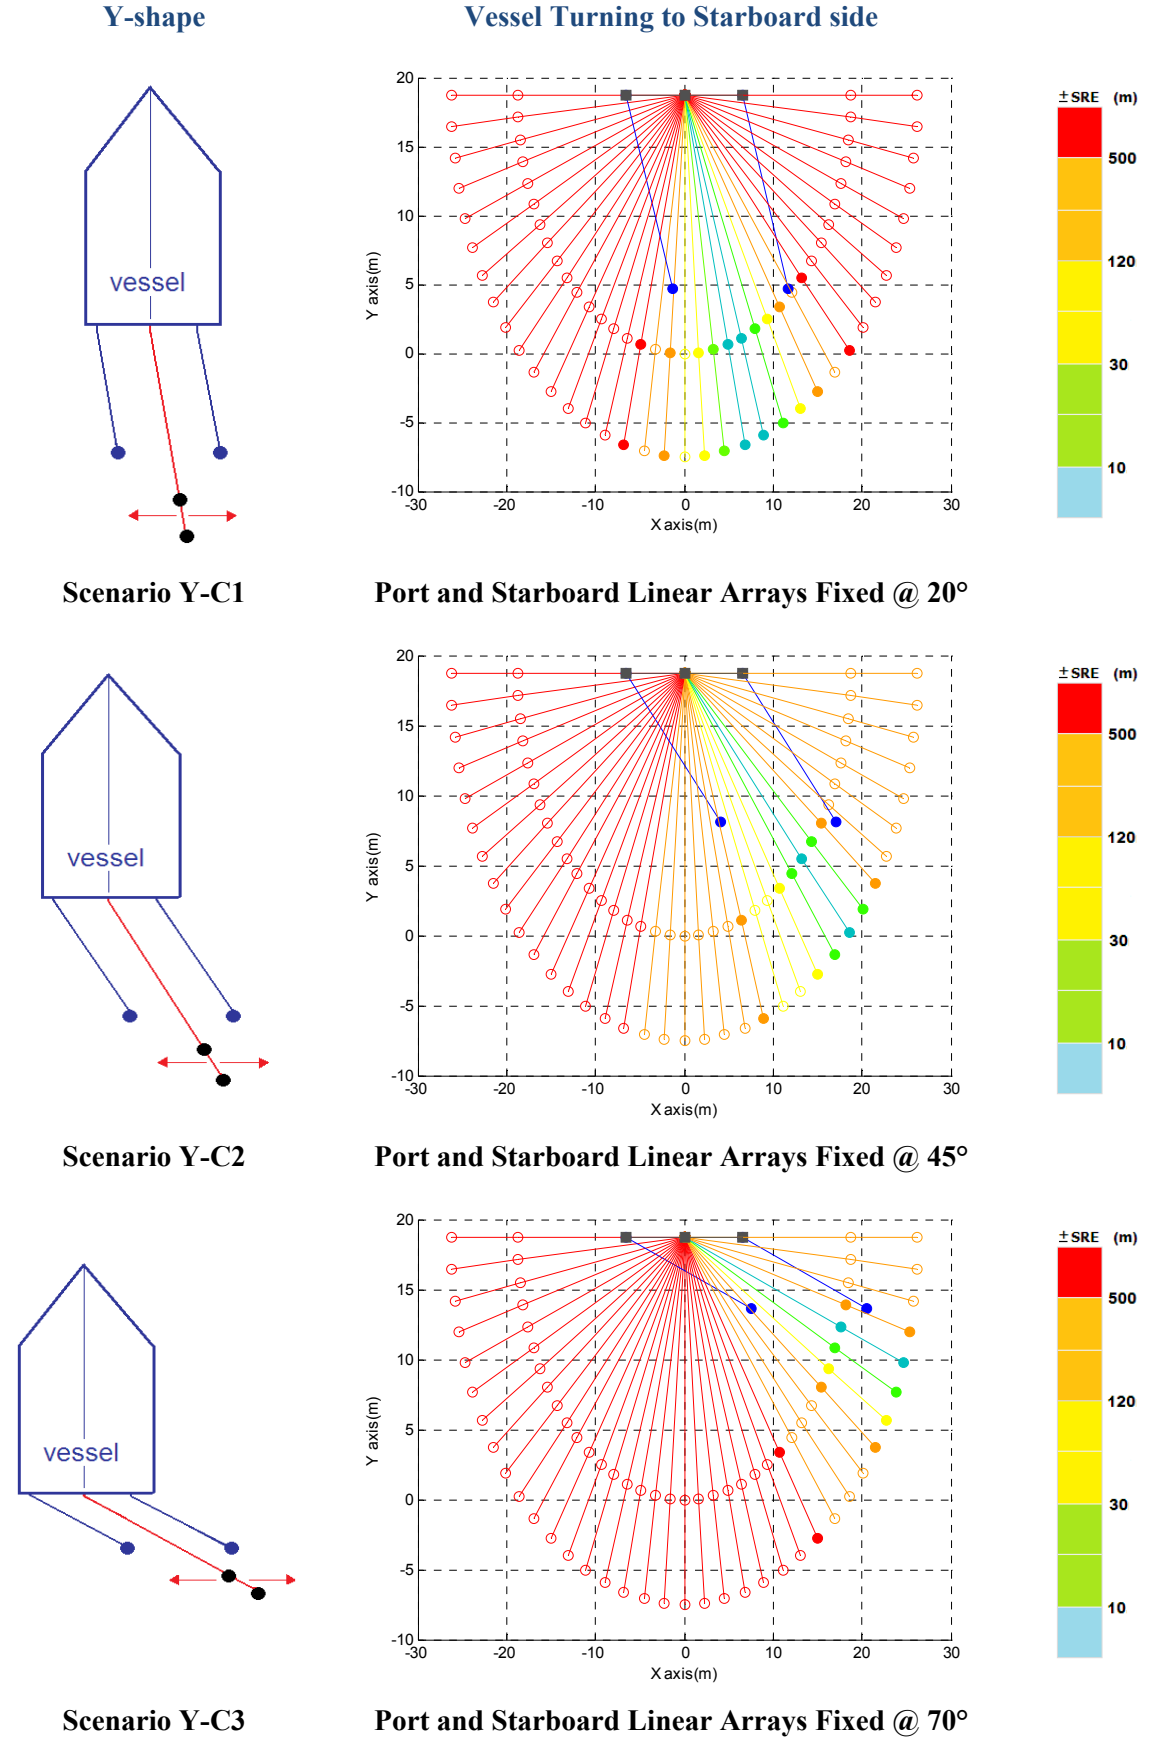 Y-shape
Vessel Turning to Starboard side
vessel
20
15
10
5
0
-5
-10
Y axis(m)
-30
-20
-10
0
10
20
30
X axis(m)
± SRE (m)
500
120
30
10
Scenario Y-C1
Port and Starboard Linear Arrays Fixed @ 20°
vessel
20
15
10
5
0
-5
-10
Y axis(m)
-30
-20
-10
0
10
20
30
X axis(m)
± SRE (m)
500
120
30
10
Scenario Y-C2
Port and Starboard Linear Arrays Fixed @ 45°
vessel
20
15
10
5
0
-5
-10
Y axis(m)
-30
-20
-10
0
10
20
30
X axis(m)
± SRE (m)
500
120
30
10
Scenario Y-C3
Port and Starboard Linear Arrays Fixed @ 70°